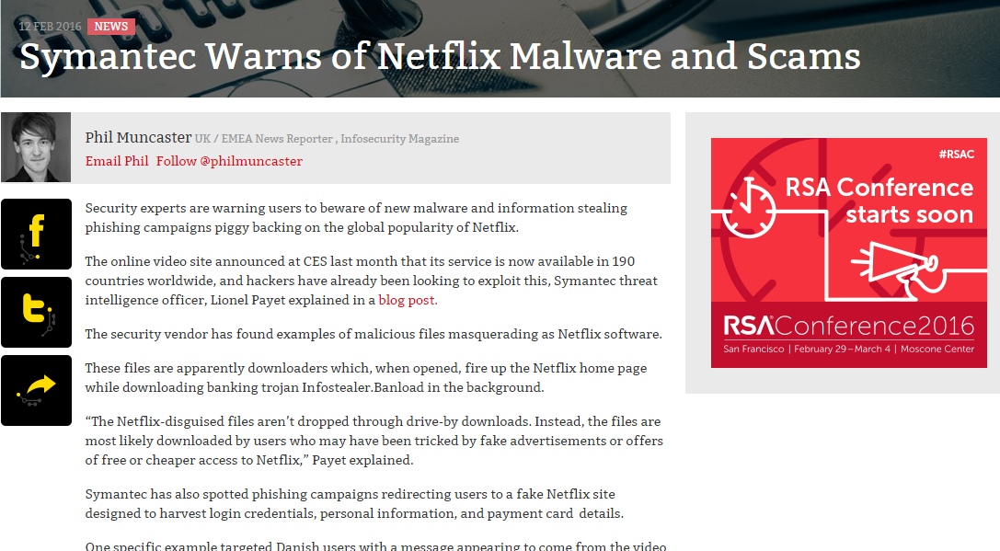 12 FEB 2016 NEWS
Symantec Warns of Netflix Malware and Scams
Phil Muncaster UK / EMEA News Reporter , Infosecurity Magazine
Email Phil Follow @philmuncaster
Security experts are warning users to beware of new malware and information stealing
phishing campaigns piggy backing on the global popularity of Netflix.
The online video site announced at CES last month that its service is now available in 190
countries worldwide, and hackers have already been looking to exploit this, Symantec threat
intelligence officer, Lionel Payet explained in a blog post.
The security vendor has found examples of malicious files masquerading as Netflix software.
These files are apparently downloaders which, when opened, fire up the Netflix home page
while downloading banking trojan Infostealer.Banload in the background.
“The Netflix-disguised files aren’t dropped through drive-by downloads. Instead, the files are
most likely downloaded by users who may have been tricked by fake advertisements or offers
of free or cheaper access to Netflix,” Payet explained.
Symantec has also spotted phishing campaigns redirecting users to a fake Netflix site
designed to harvest login credentials, personal information, and payment card details.
One specific example targeted Danish users with a message appearing to come from the video
#RSAC
RSA Conference
starts soon
RSAConference2016
San Francisco | February 29 – March 4 | Moscone Center